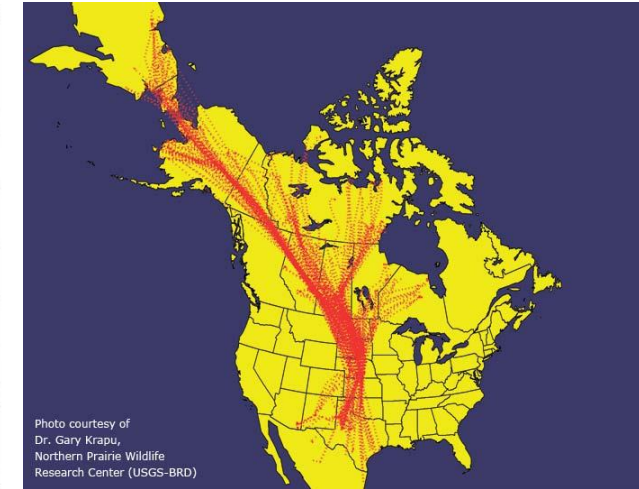 Photo courtesy of
Dr. Gary Krapu,
Northern Prairie Wildlife
Research Center (USGS-BRD)